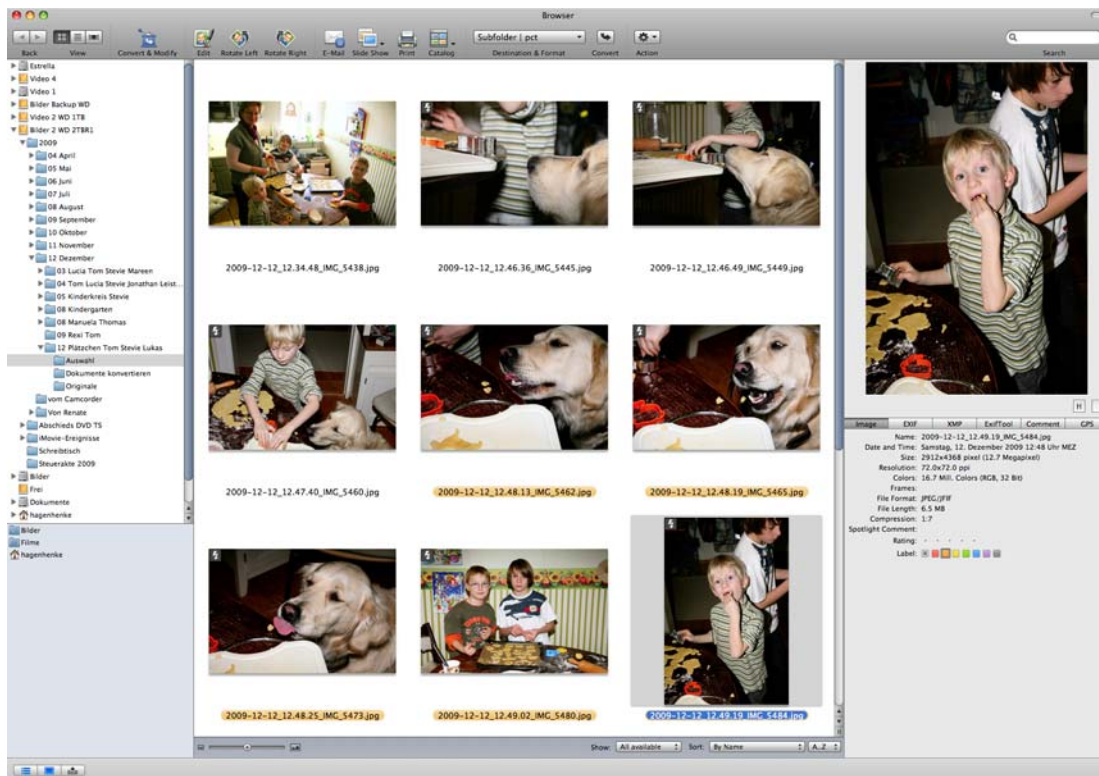 Browser
Back View Convert & Modify Edit Rotate Left Rotate Right E-Mail Slide Show Print Catalog Subfolder | pct Destination & Format Convert Action Search
Estrella
Video 4
Video 1
Bilder Backup WD
Video 2 WD 1TB
Bilder 2 WD 2TBR1
2009
04 April
05 Mai
06 Juni
07 Juli
08 August
09 September
10 Oktober
11 November
12 Dezember
03 Lucia Tom Stevie Mareen
04 Tom Lucia Stevie Jonathan Leist...
05 Kinderkreis Stevie
08 Kindergarten
08 Manuela Thomas
09 Rexi Tom
12 Plätzchen Tom Stevie Lukas
Auswahl
Dokumente konvertieren
Originale
vom Camcorder
Von Renate
Abschieds DVD TS
iMovie-Ereignisse
Schreibtisch
Steuerakte 2009
Bilder
Frei
Dokumente
hagenhenke
Bilder
Filme
hagenhenke
2009-12-12_12.34.48_IMG_5438.jpg
2009-12-12_12.46.36_IMG_5445.jpg
2009-12-12_12.46.49_IMG_5449.jpg
2009-12-12_12.47.40_IMG_5460.jpg
2009-12-12_12.48.13_IMG_5462.jpg
2009-12-12_12.48.19_IMG_5465.jpg
2009-12-12_12.48.25_IMG_5473.jpg
2009-12-12_12.49.02_IMG_5480.jpg
2009-12-12_12.49.19_IMG_5484.jpg
Show: All available Sort: By Name A..Z
H
Image EXIF XMP ExifTool Comment GPS
Name: 2009-12-12_12.49.19_IMG_5484.jpg
Date and Time: Samstag, 12. Dezember 2009 12:48 Uhr MEZ
Size: 2912x4368 pixel (12.7 Megapixel)
Resolution: 72.0x72.0 ppi
Colors: 16.7 Mill. Colors (RGB, 32 Bit)
Frames:
File Format: JPEG/JFIF
File Length: 6.5 MB
Compression: 1:7
Spotlight Comment:
Rating: . . . . .
Label: